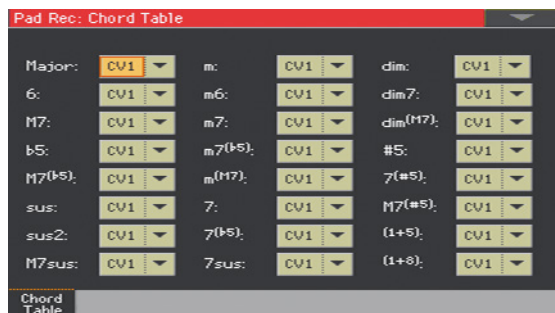 Pad Rec: Chord Table
Major: CV1 m: CV1 dim: CV1
6: CV1 m6: CV1 dim7: CV1
M7: CV1 m7: CV1 dim(M7): CV1
b5: CV1 m7(b5): CV1 #5: CV1
M7(b5): CV1 m(M7): CV1 7(#5): CV1
sus: CV1 7: CV1 M7(#5): CV1
sus2: CV1 7(b5): CV1 (1+5): CV1
M7sus: CV1 7sus: CV1 (1+8): CV1
Chord
Table